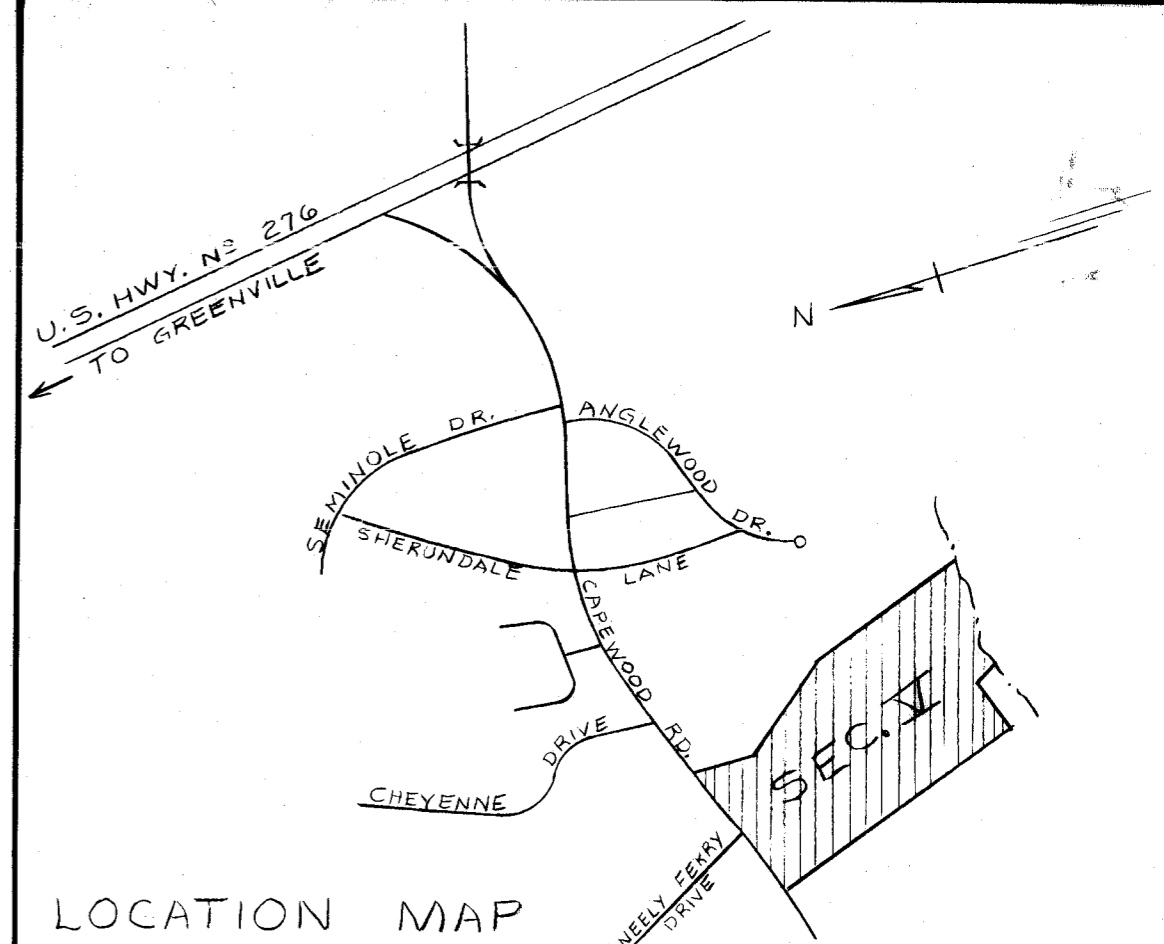 U.S. HWY. Nº 276
TO GREENVILLE
N
SEMINOLE DR.
ANGLEWOOD DR.
SHERUNDALE LANE
CAPEWOOD RD.
SEC. VI
CHEYENNE DRIVE
NEELY FERRY
DRIVE
LOCATION MAP